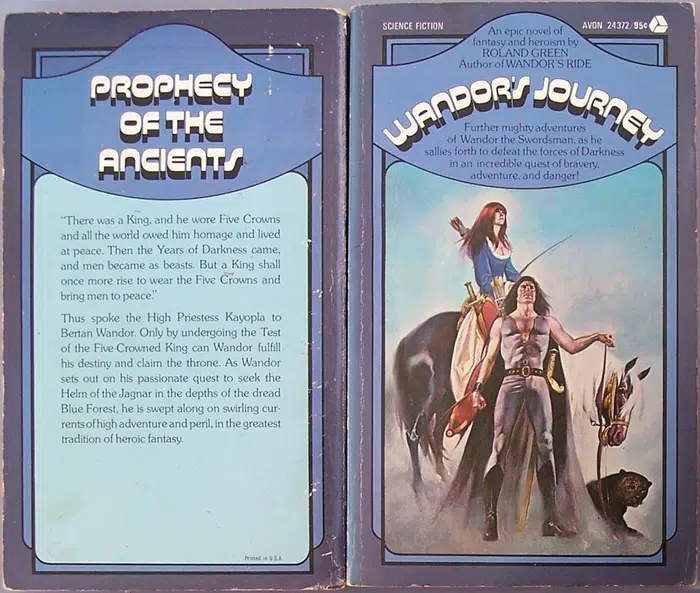 PROPHECY
OF THE
ANCIENTS
"There was a King, and he wore Five Crowns
and all the world owed him homage and lived
at peace. Then the Years of Darkness came,
and men became as beasts. But a King shall
once more rise to wear the Five Crowns and
bring men to peace."
Thus spoke the High Priestess Kayopla to
Bertan Wandor. Only by undergoing the Test
of the Five-Crowned King can Wandor fulfill
his destiny and claim the throne. As Wandor
sets out on his passionate quest to seek the
Helm of the Jagnar in the depths of the dread
Blue Forest, he is swept along on swirling cur-
rents of high adventure and peril, in the greatest
tradition of heroic fantasy.
Printed in U.S.A.
SCIENCE FICTION
AVON 24372/95¢
An epic novel of
fantasy and heroism by
ROLAND GREEN
Author of WANDOR'S RIDE
WANDOR'S JOURNEY
Further mighty adventures
of Wandor the Swordsman, as he
sallies forth to defeat the forces of Darkness
in an incredible quest of bravery,
adventure, and danger!